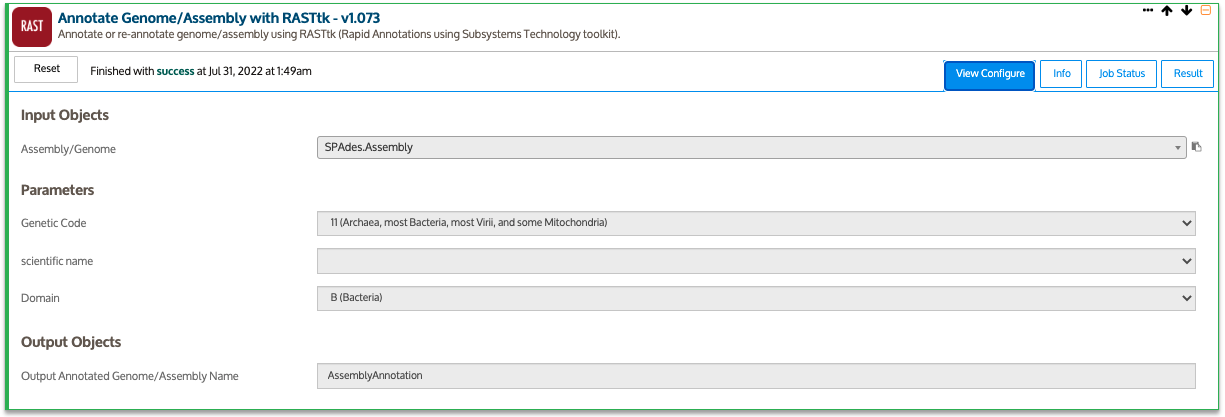 RAST
Annotate Genome/Assembly with RASTtk - v1.073
Annotate or re-annotate genome/assembly using RASTtk (Rapid Annotations using Subsystems Technology toolkit).
Reset
Finished with success at Jul 31, 2022 at 1:49am
View Configure
Info
Job Status
Result
Input Objects
Assembly/Genome
SPAdes.Assembly
Parameters
Genetic Code
11 (Archaea, most Bacteria, most Virii, and some Mitochondria)
scientific name
Domain
B (Bacteria)
Output Objects
Output Annotated Genome/Assembly Name
AssemblyAnnotation